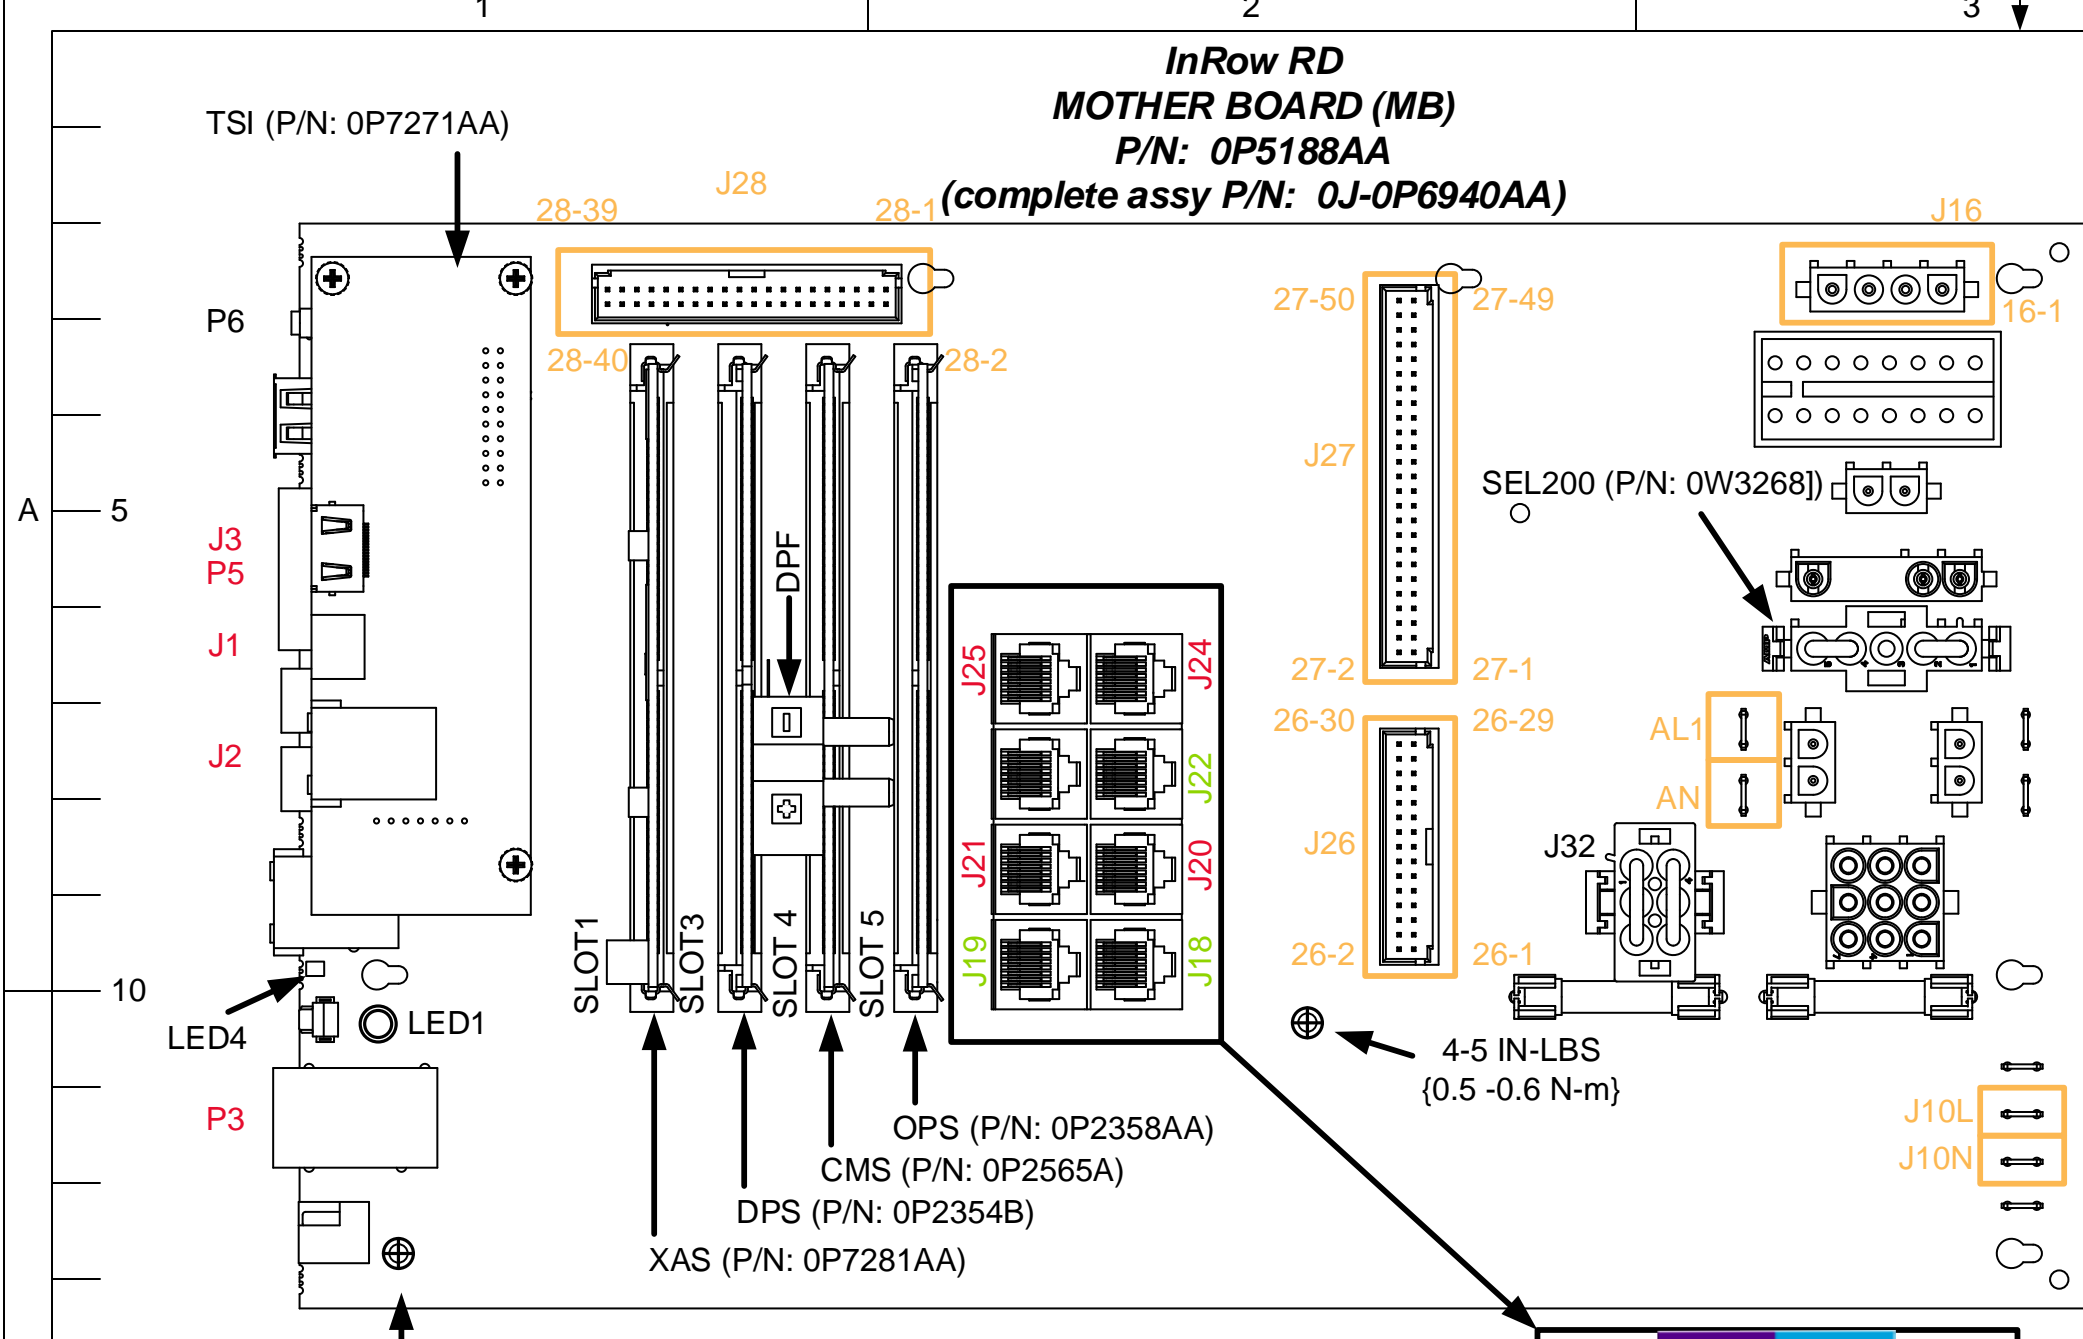 1
2
3
InRow RD
MOTHER BOARD (MB)
P/N: 0P5188AA
(complete assy P/N: 0J-0P6940AA)
TSI (P/N: 0P7271AA)
J28
28-39
28-1
J16
27-50
27-49
16-1
P6
28-40
28-2
J27
SEL200 (P/N: 0W3268])
A
5
J3
P5
DPF
J1
J25
J24
27-2
27-1
26-30
26-29
AL1
J2
J22
AN
J26
J32
J21
J20
SLOT1
SLOT3
SLOT 4
SLOT 5
J19
J18
26-2
26-1
10
LED4
LED1
4-5 IN-LBS
{0.5 -0.6 N-m}
P3
J10L
OPS (P/N: 0P2358AA)
J10N
CMS (P/N: 0P2565A)
DPS (P/N: 0P2354B)
XAS (P/N: 0P7281AA)